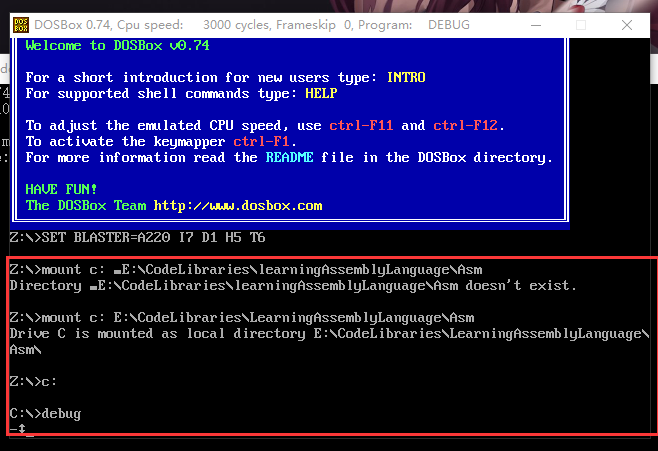 DOSBox 0.74, Cpu speed: 3000 cycles, Frameskip 0, Program: DEBUG
Welcome to DOSBox v0.74
For a short introduction for new users type: INTRO
For supported shell commands type: HELP
To adjust the emulated CPU speed, use ctrl-F11 and ctrl-F12.
To activate the keymapper ctrl-F1.
For more information read the README file in the DOSBox directory.
HAVE FUN!
The DOSBox Team http://www.dosbox.com
Z:\>SET BLASTER=A220 I7 D1 H5 T6
Z:\>mount c: ▬E:\CodeLibraries\learningAssemblyLanguage\Asm
Directory ▬E:\CodeLibraries\learningAssemblyLanguage\Asm doesn't exist.
Z:\>mount c: E:\CodeLibraries\LearningAssemblyLanguage\Asm
Drive C is mounted as local directory E:\CodeLibraries\LearningAssemblyLanguage\
Asm\
Z:\>c:
C:\>debug
-↕_